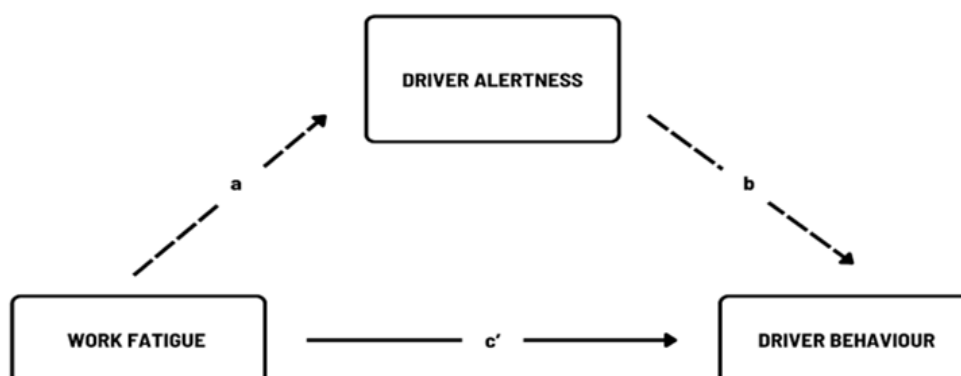 DRIVER ALERTNESS
a
b
WORK FATIGUE
c′
DRIVER BEHAVIOUR